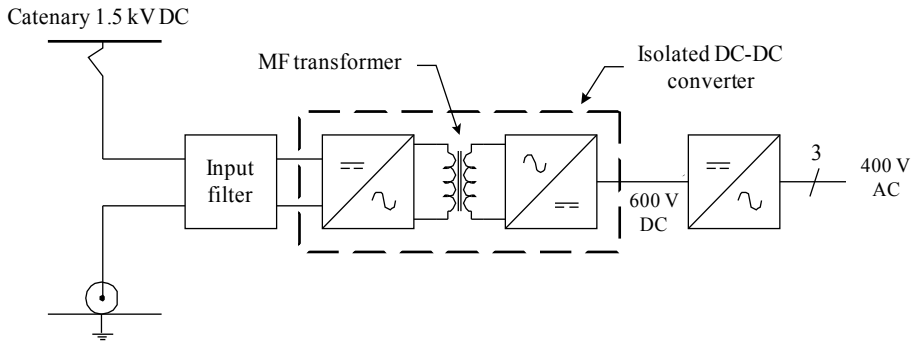 Catenary 1.5 kV DC
MF transformer
Isolated DC-DC
converter
Input
filter
600 V
DC
3
400 V
AC